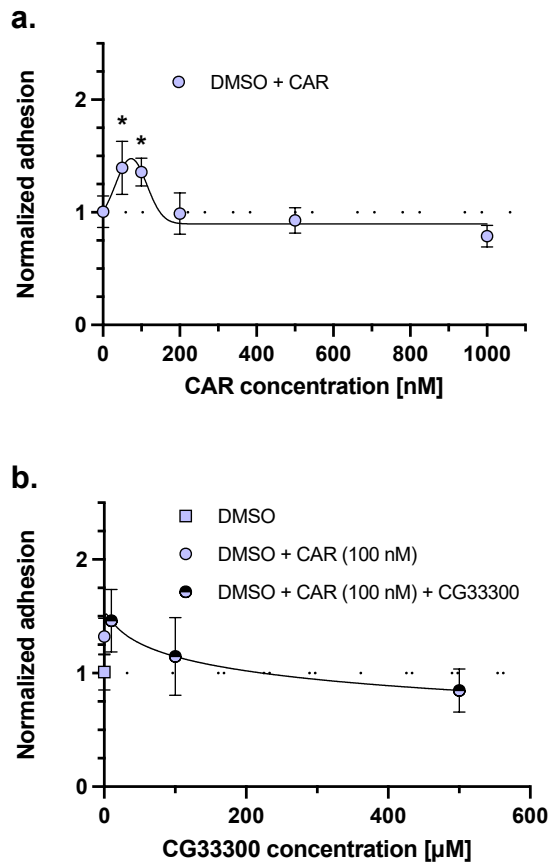 a.
Normalized adhesion
2
1
0
DMSO + CAR
*
*
0 200 400 600 800 1000
CAR concentration [nM]
b.
Normalized adhesion
2
1
0
DMSO
DMSO + CAR (100 nM)
DMSO + CAR (100 nM) + CG33300
0 200 400 600
CG33300 concentration [µM]